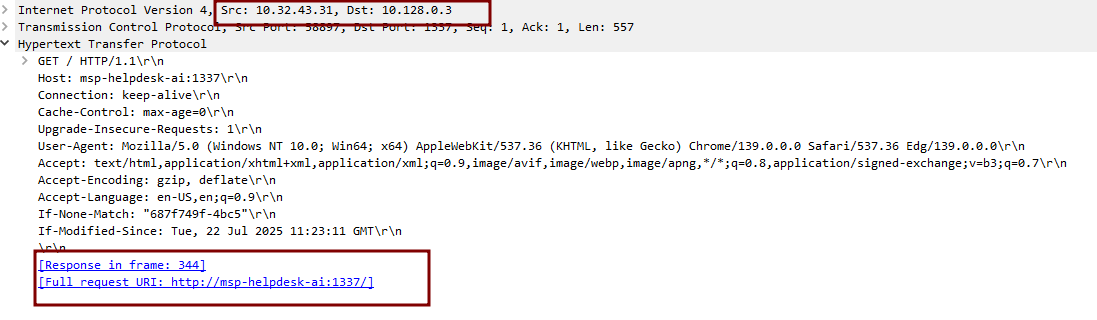 Internet Protocol Version 4, Src: 10.32.43.31, Dst: 10.128.0.3
Transmission Control Protocol, Src Port: 58897, Dst Port: 1337, Seq: 1, Ack: 1, Len: 557
Hypertext Transfer Protocol
GET / HTTP/1.1\r\n
Host: msp-helpdesk-ai:1337\r\n
Connection: keep-alive\r\n
Cache-Control: max-age=0\r\n
Upgrade-Insecure-Requests: 1\r\n
User-Agent: Mozilla/5.0 (Windows NT 10.0; Win64; x64) AppleWebKit/537.36 (KHTML, like Gecko) Chrome/139.0.0.0 Safari/537.36 Edg/139.0.0.0\r\n
Accept: text/html,application/xhtml+xml,application/xml;q=0.9,image/avif,image/webp,image/apng,*/*;q=0.8,application/signed-exchange;v=b3;q=0.7\r\n
Accept-Encoding: gzip, deflate\r\n
Accept-Language: en-US,en;q=0.9\r\n
If-None-Match: "687f749f-4bc5"\r\n
If-Modified-Since: Tue, 22 Jul 2025 11:23:11 GMT\r\n
\r\n
[Response in frame: 344]
[Full request URI: http://msp-helpdesk-ai:1337/]